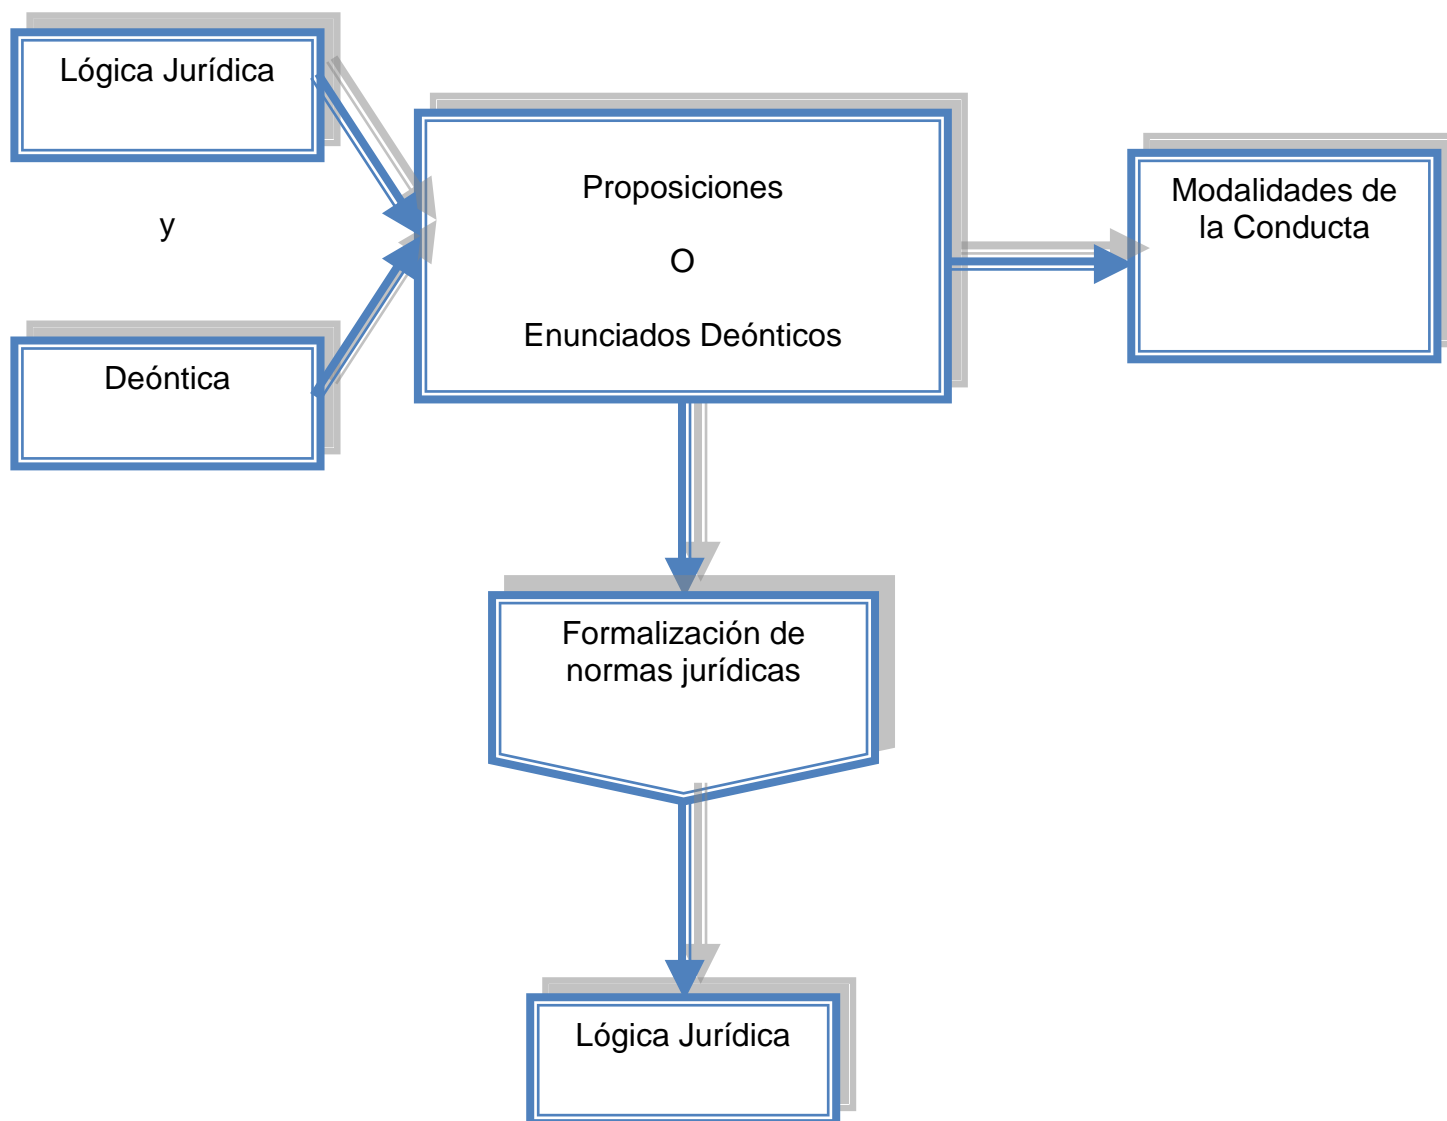 Lógica Jurídica
y
Deóntica
Proposiciones
O
Enunciados Deónticos
Modalidades de
la Conducta
Formalización de
normas jurídicas
Lógica Jurídica